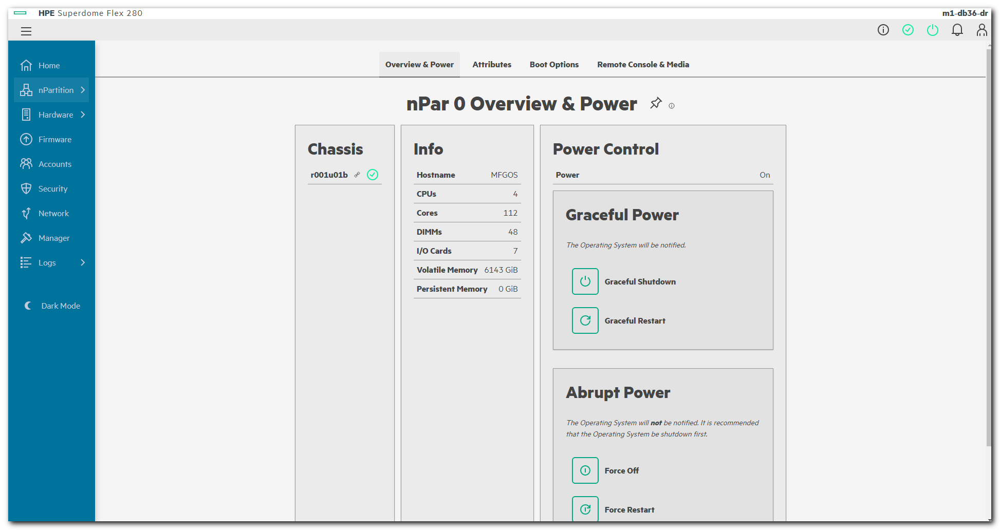 HPE Superdome Flex 280
m1-db36-dr
Home
nPartition
Hardware
Firmware
Accounts
Security
Network
Manager
Logs
Dark Mode
Overview & Power
Attributes
Boot Options
Remote Console & Media
nPar 0 Overview & Power
Chassis
r001u01b
Info
Hostname MFGOS
CPUs 4
Cores 112
DIMMs 48
I/O Cards 7
Volatile Memory 6143 GiB
Persistent Memory 0 GiB
Power Control
Power On
Graceful Power
The Operating System will be notified.
Graceful Shutdown
Graceful Restart
Abrupt Power
The Operating System will not be notified. It is recommended
that the Operating System be shutdown first.
Force Off
Force Restart